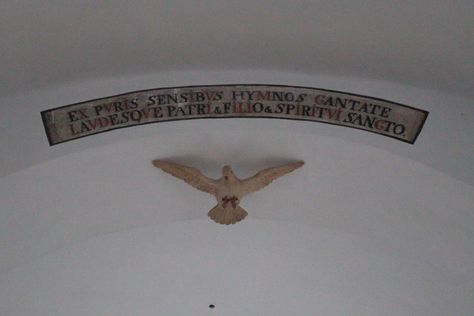 EX PVRIS SENSIBVS HYMNOS CANTATE
LAVDESQVE PATRI & FILIO & SPIRITVI SANCTO.